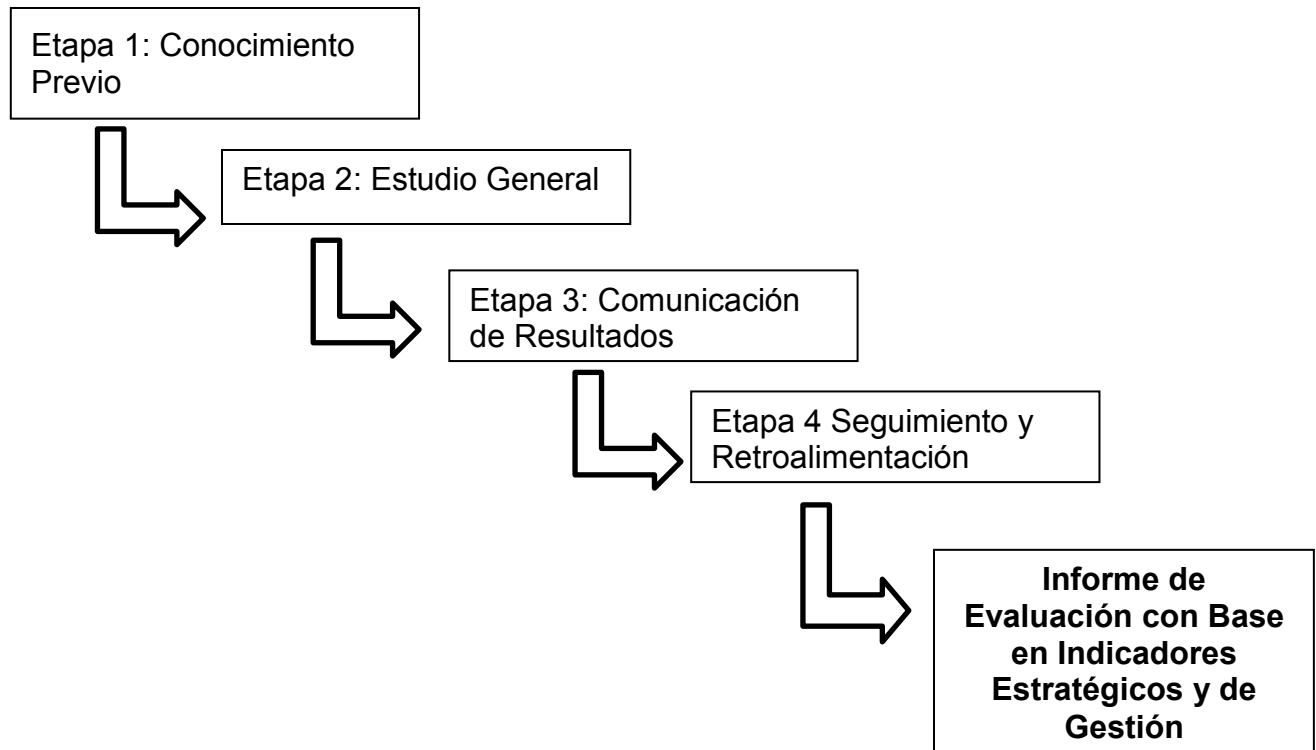 Etapa 1: Conocimiento
Previo
Etapa 2: Estudio General
Etapa 3: Comunicación
de Resultados
Etapa 4 Seguimiento y
Retroalimentación
Informe de
Evaluación con Base
en Indicadores
Estratégicos y de
Gestión